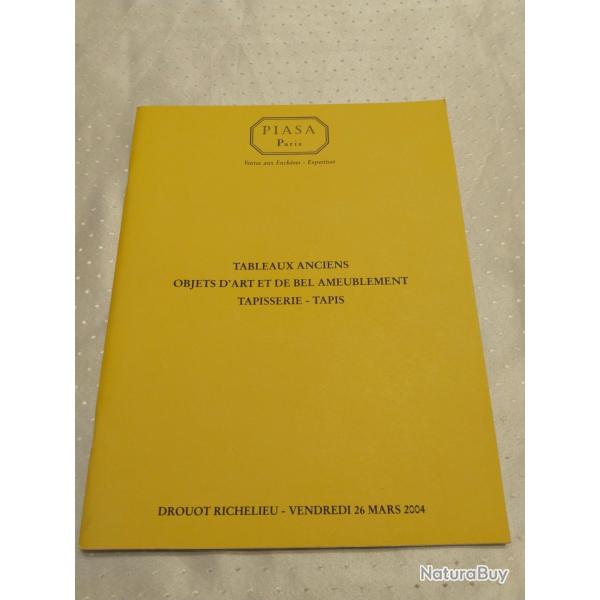 PIASA
Paris
Ventes aux Enchères - Expertises
TABLEAUX ANCIENS
OBJETS D'ART ET DE BEL AMEUBLEMENT
TAPISSERIE - TAPIS
DROUOT RICHELIEU - VENDREDI 26 MARS 2004
NaturaBuy